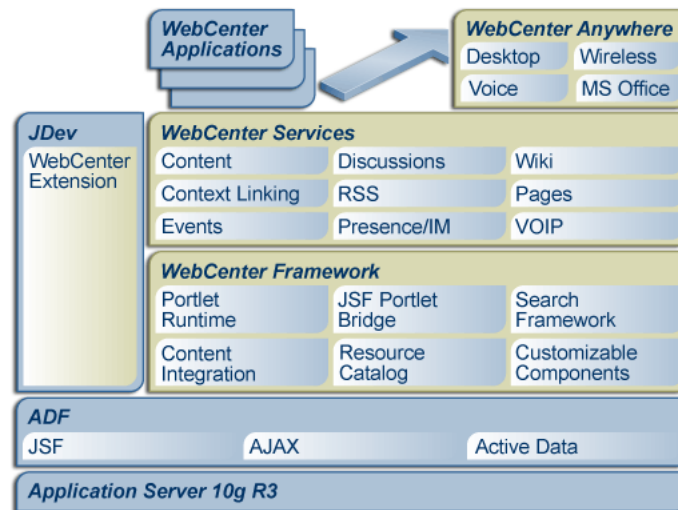 WebCenter
Applications
WebCenter Anywhere
Desktop
Wireless
Voice
MS Office
JDev
WebCenter
Extension
WebCenter Services
Content
Discussions
Wiki
Context Linking
RSS
Pages
Events
Presence/IM
VOIP
WebCenter Framework
Portlet
Runtime
JSF Portlet
Bridge
Search
Framework
Content
Integration
Resource
Catalog
Customizable
Components
ADF
JSF
AJAX
Active Data
Application Server 10g R3